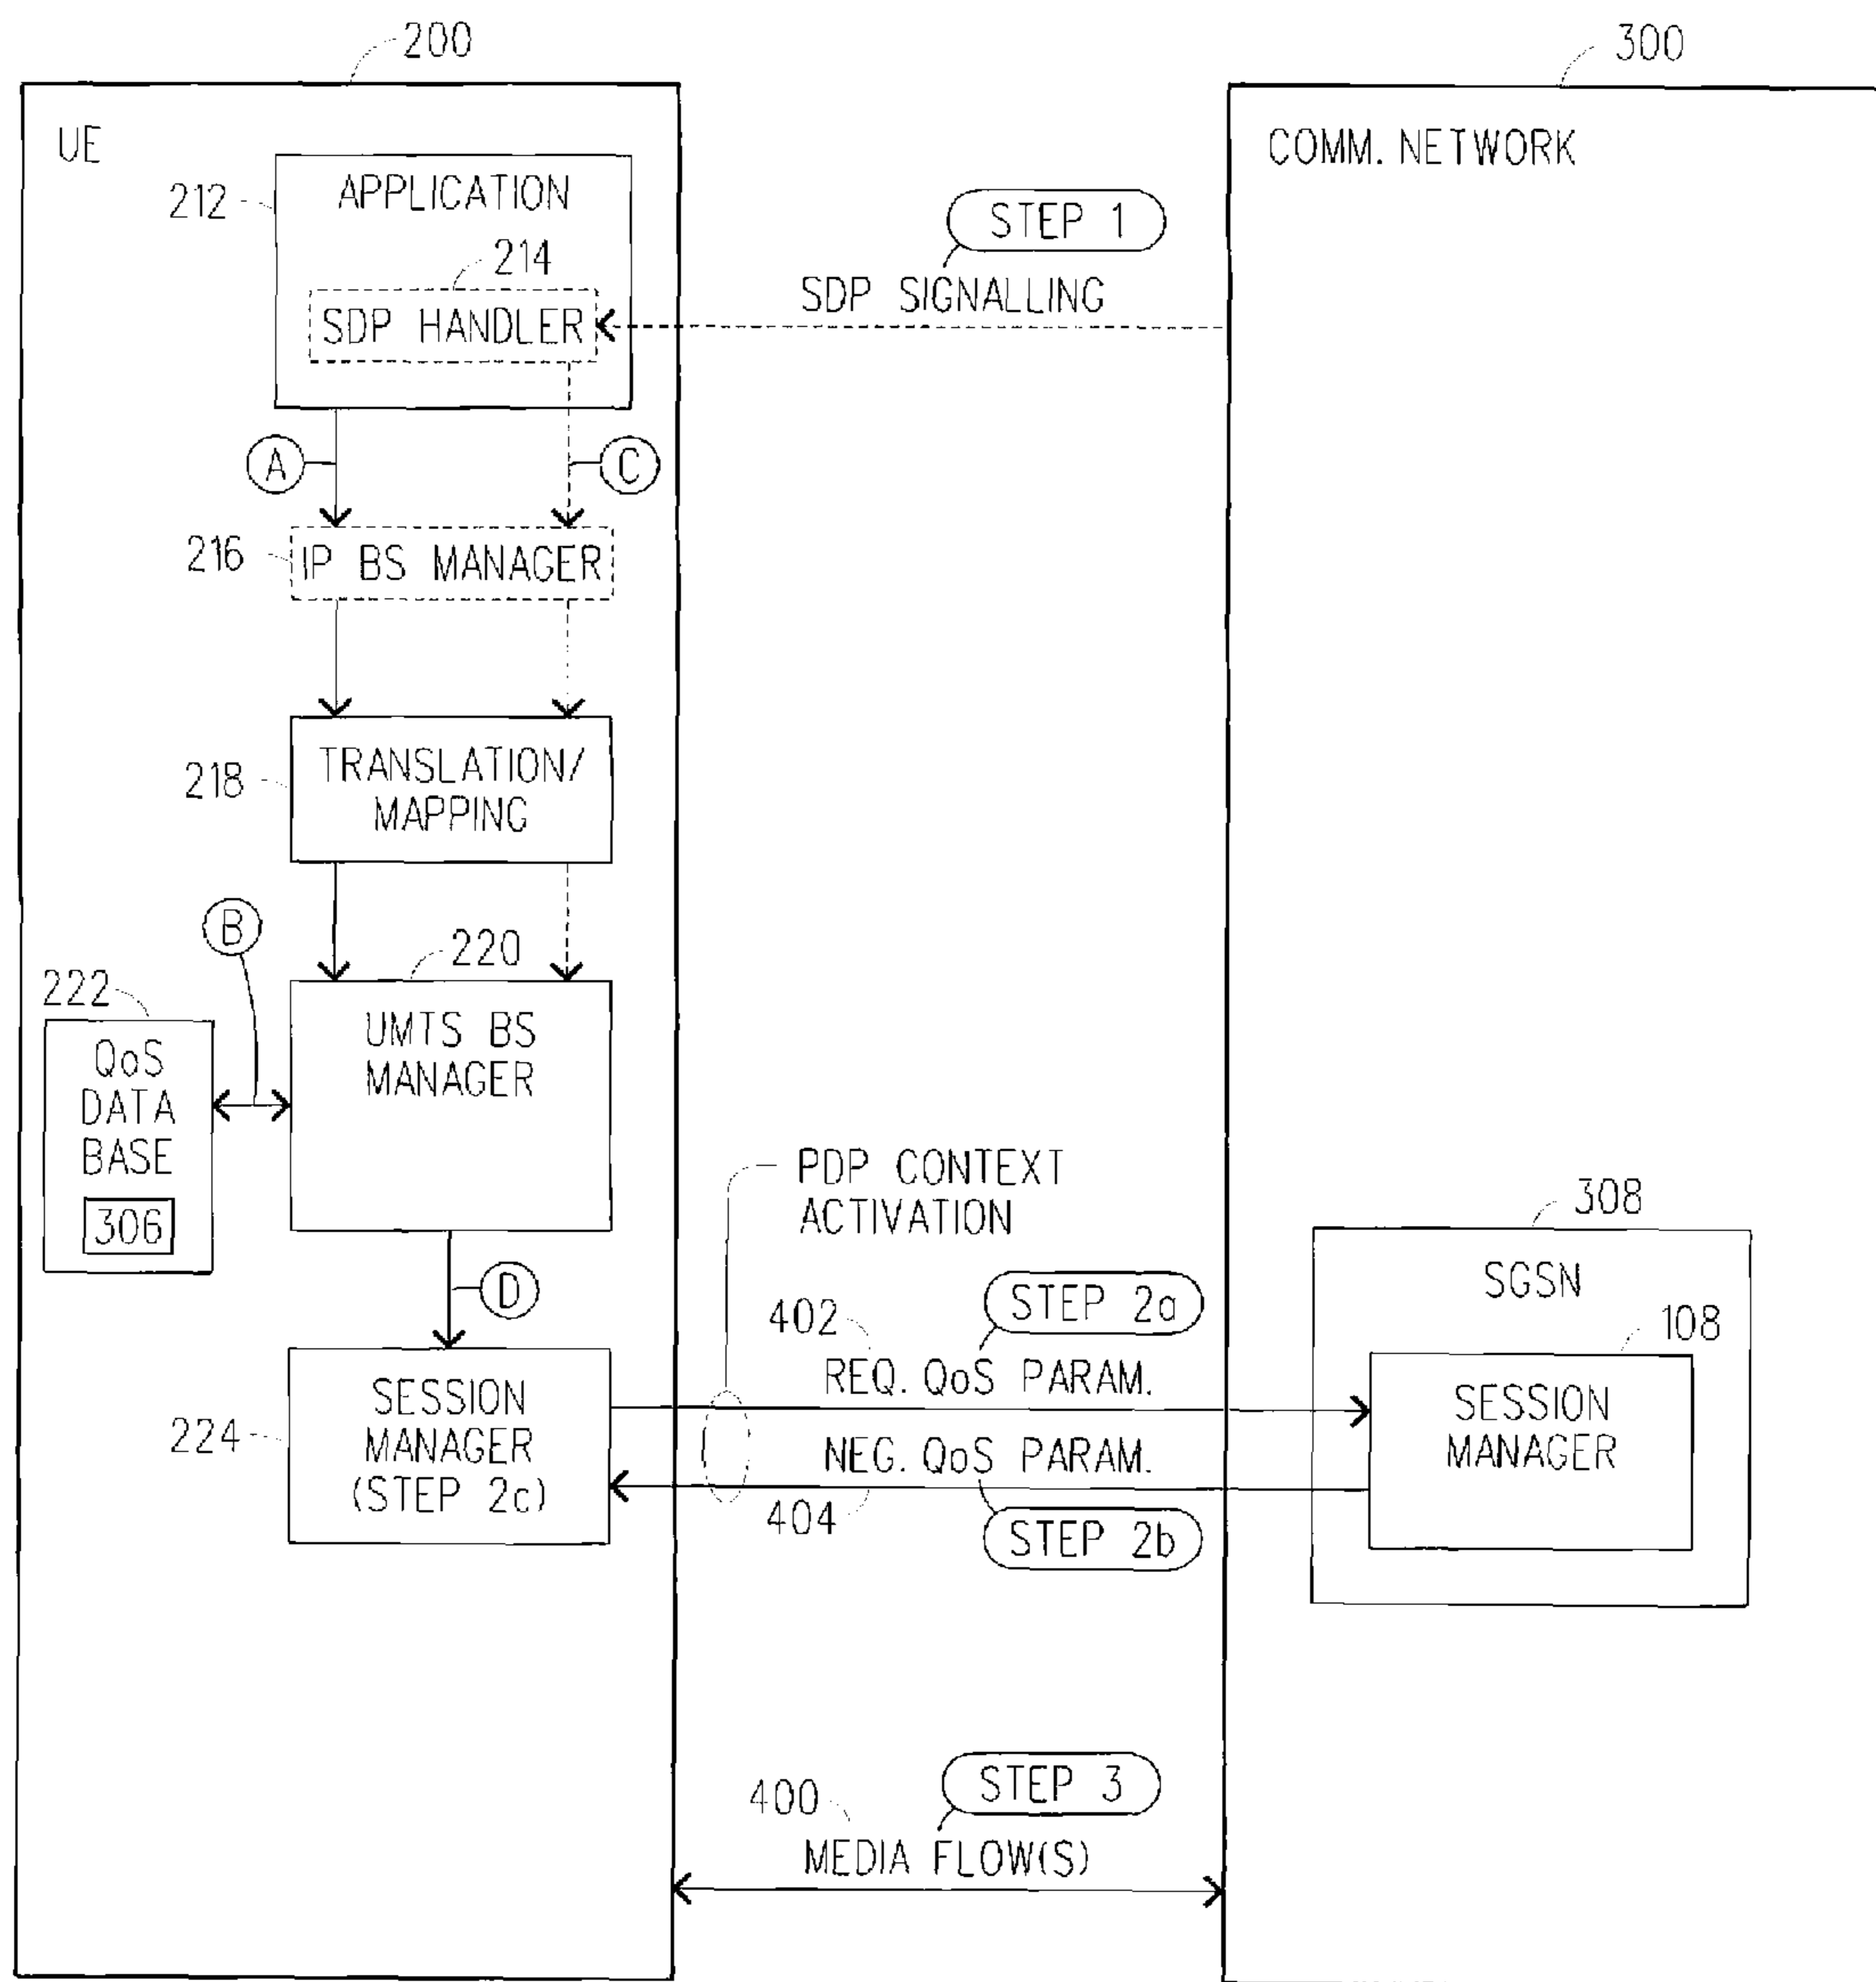 200
300
UE
COMM. NETWORK
212
APPLICATION
STEP 1
214
SDP HANDLER
SDP SIGNALLING
A
C
216
IP BS MANAGER
218
TRANSLATION/
MAPPING
B
220
222
QoS
DATA
BASE
306
UMTS BS
MANAGER
D
PDP CONTEXT
ACTIVATION
308
SGSN
STEP 2a
402
REQ. QoS PARAM.
108
224
SESSION
MANAGER
(STEP 2c)
SESSION
MANAGER
NEG. QoS PARAM.
404
STEP 2b
STEP 3
400
MEDIA FLOW(S)